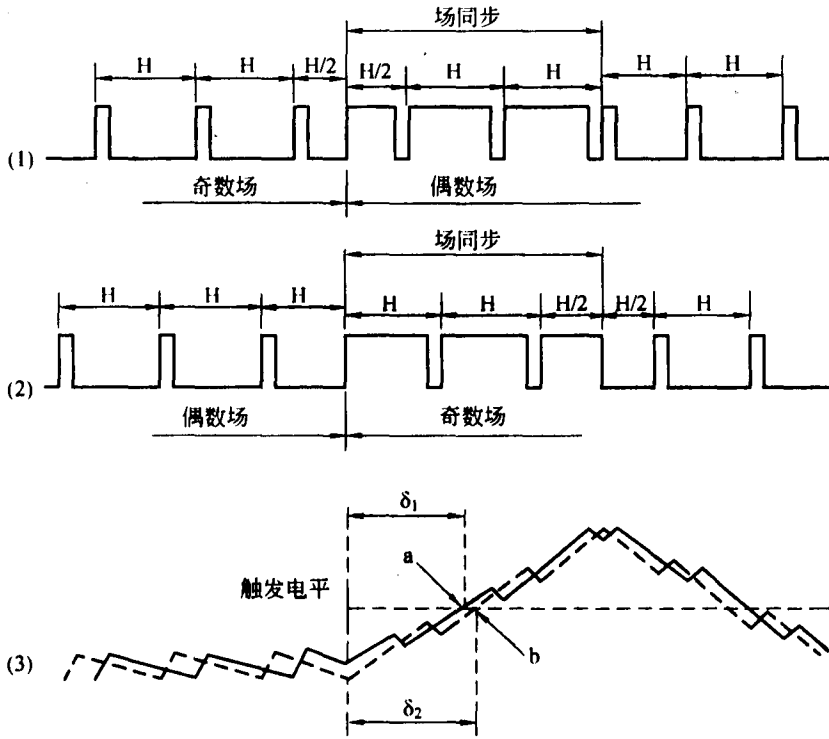 场同步
H H H/2 H/2 H H H H
(1)
奇数场 偶数场
场同步
H H H H H H/2 H/2 H
(2)
偶数场 奇数场
δ₁
a
触发电平
b
(3)
δ₂